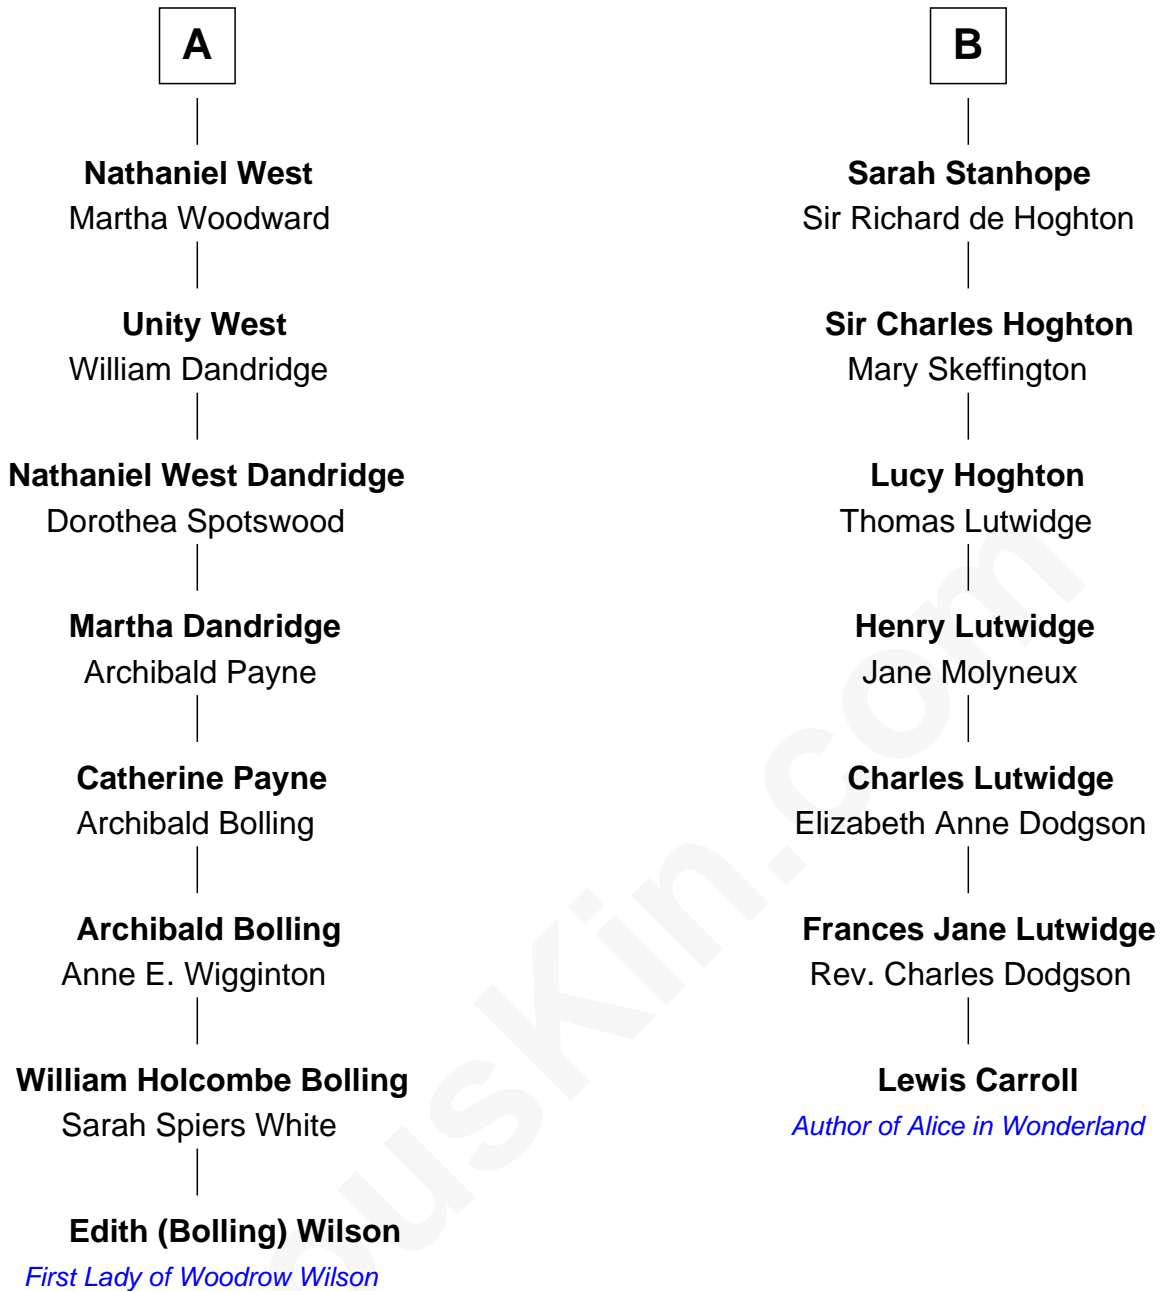 A
Nathaniel West
Martha Woodward
Unity West
William Dandridge
Nathaniel West Dandridge
Dorothea Spotswood
Martha Dandridge
Archibald Payne
Catherine Payne
Archibald Bolling
Archibald Bolling
Anne E. Wigginton
William Holcombe Bolling
Sarah Spiers White
Edith (Bolling) Wilson
First Lady of Woodrow Wilson
B
Sarah Stanhope
Sir Richard de Hoghton
Sir Charles Hoghton
Mary Skeffington
Lucy Hoghton
Thomas Lutwidge
Henry Lutwidge
Jane Molyneux
Charles Lutwidge
Elizabeth Anne Dodgson
Frances Jane Lutwidge
Rev. Charles Dodgson
Lewis Carroll
Author of Alice in Wonderland
ousKin.com